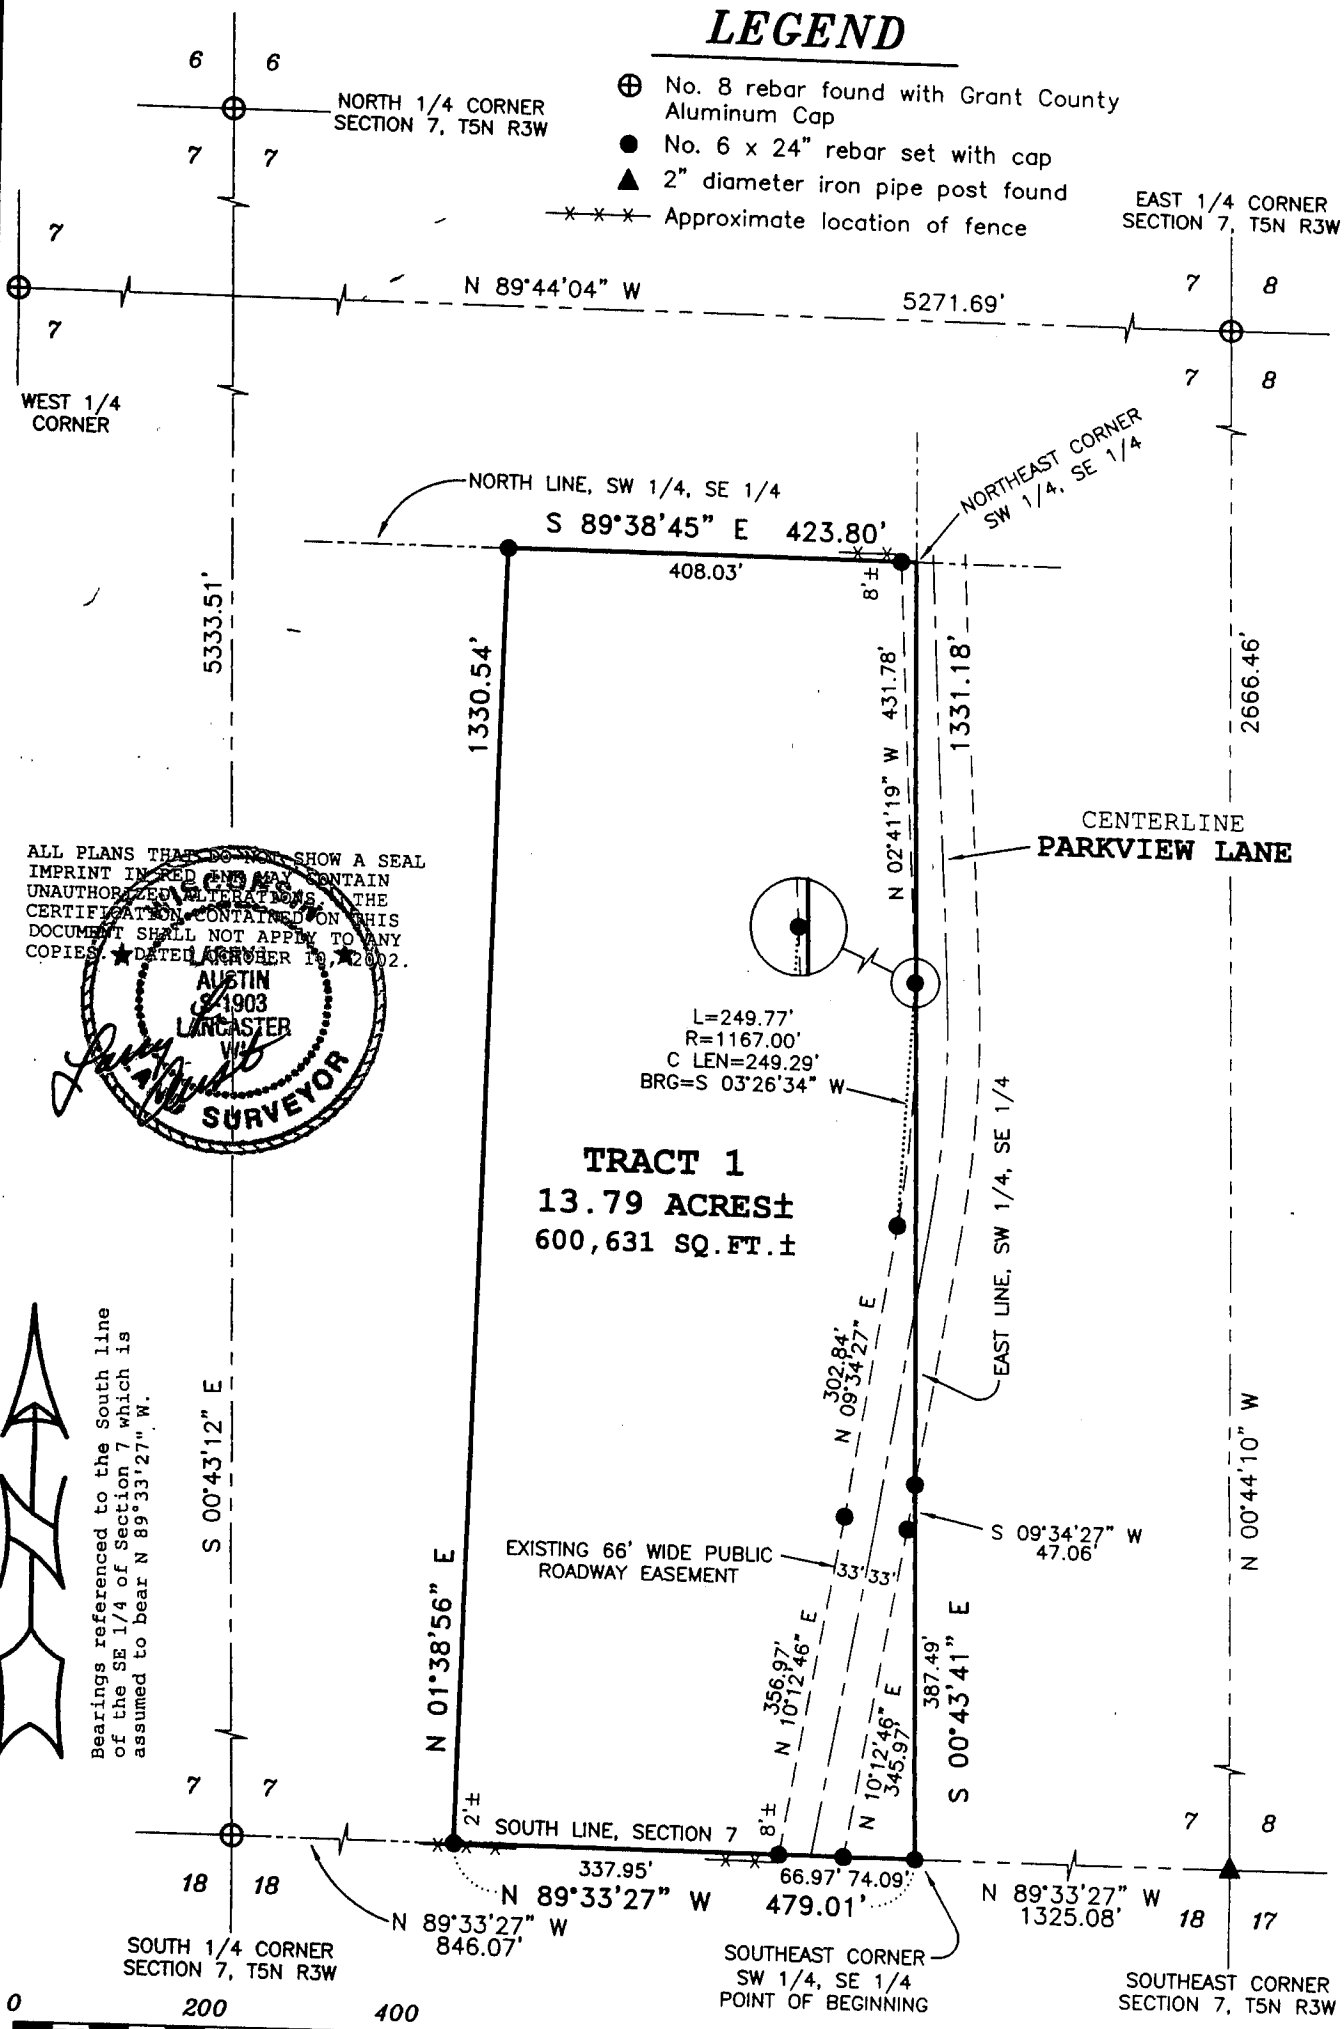 LEGEND
No. 8 rebar found with Grant County
Aluminum Cap
No. 6 x 24" rebar set with cap
2" diameter iron pipe post found
Approximate location of fence
6 6
NORTH 1/4 CORNER
SECTION 7, T5N R3W
7 7
EAST 1/4 CORNER
SECTION 7, T5N R3W
7
7
WEST 1/4
CORNER
N 89°44'04" W
5271.69'
7 8
7 8
NORTHEAST CORNER
SW 1/4, SE 1/4
NORTH LINE, SW 1/4, SE 1/4
S 89°38'45" E 423.80'
408.03'
8'±
5333.51'
1330.54'
N 02°41'19" W 431.78'
1331.18'
2666.46'
CENTERLINE
PARKVIEW LANE
ALL PLANS THAT DO NOT SHOW A SEAL
IMPRINT IN RED INK MAY CONTAIN
UNAUTHORIZED ALTERATIONS. THE
CERTIFICATION CONTAINED ON THIS
DOCUMENT SHALL NOT APPLY TO ANY
COPIES. DATED OCTOBER 10, 2002.
WISCONSIN
LARRY
AUSTIN
S-1903
LANCASTER
WI
LAND SURVEYOR
L=249.77'
R=1167.00'
C LEN=249.29'
BRG=S 03°26'34" W
TRACT 1
13.79 ACRES±
600,631 SQ.FT.±
EAST LINE, SW 1/4, SE 1/4
302.84'
N 09°34'27" E
Bearings referenced to the South line
of the SE 1/4 of Section 7 which is
assumed to bear N 89°33'27" W.
S 00°43'12" E
N 01°38'56" E
EXISTING 66' WIDE PUBLIC
ROADWAY EASEMENT
33' 33'
S 09°34'27" W
47.06'
N 00°44'10" W
356.97'
N 10°12'46" E
N 10°12'46" E
345.97'
387.49'
S 00°43'41" E
7 7
18 18
2'±
SOUTH LINE, SECTION 7
8'±
337.95'
66.97' 74.09'
N 89°33'27" W 479.01'
N 89°33'27" W
846.07'
N 89°33'27" W
1325.08'
7 8
18 17
SOUTH 1/4 CORNER
SECTION 7, T5N R3W
SOUTHEAST CORNER
SW 1/4, SE 1/4
POINT OF BEGINNING
SOUTHEAST CORNER
SECTION 7, T5N R3W
0 200 400